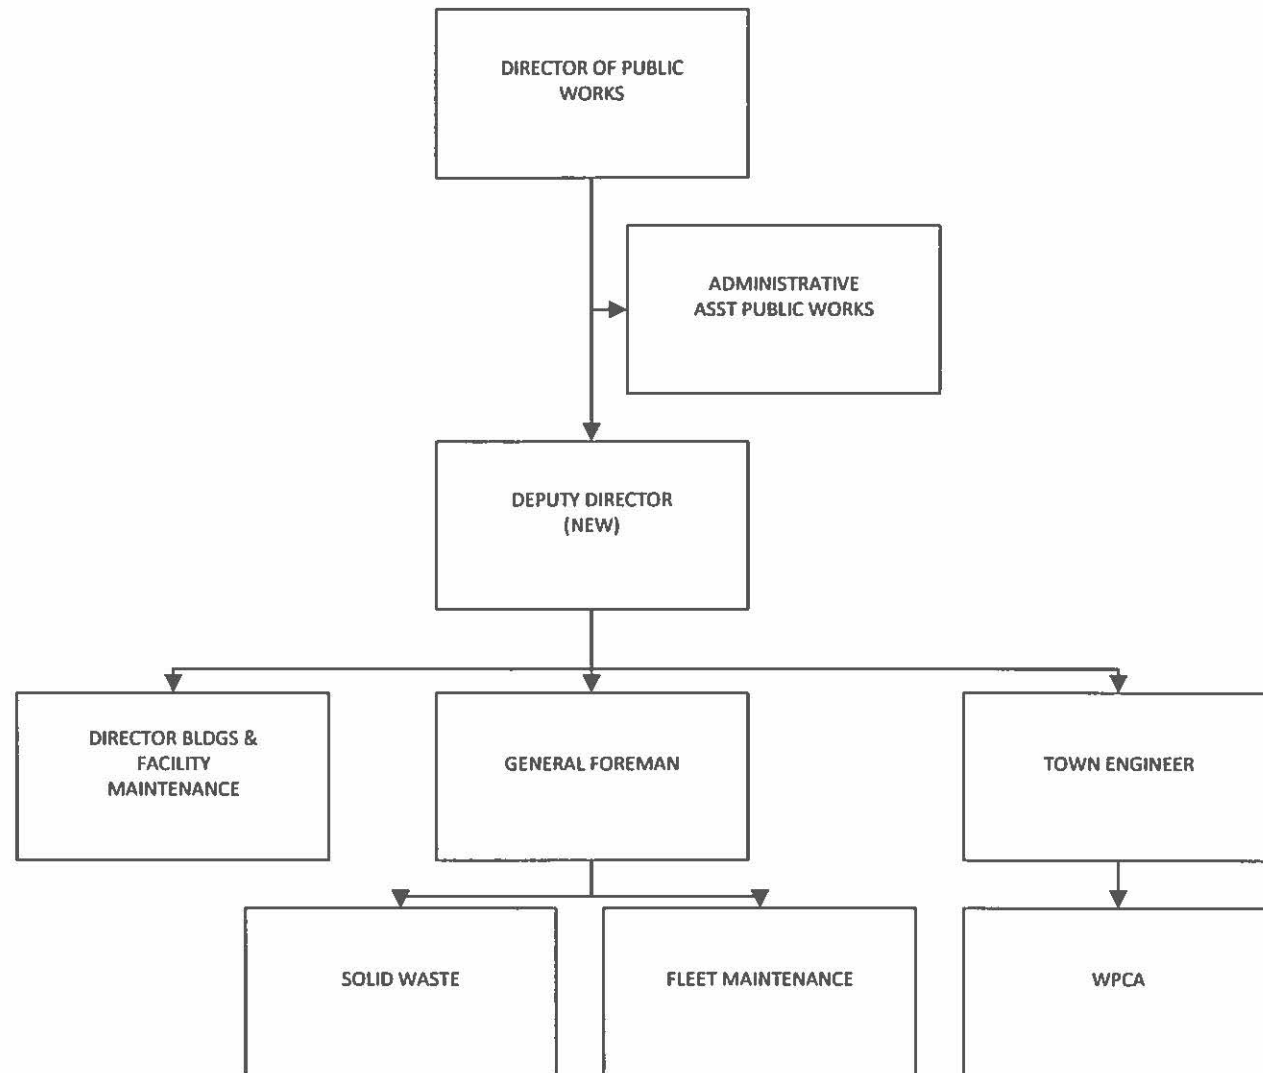 DIRECTOR OF PUBLIC
WORKS
ADMINISTRATIVE
ASST PUBLIC WORKS
DEPUTY DIRECTOR
(NEW)
DIRECTOR BLDGS &
FACILITY
MAINTENANCE
GENERAL FOREMAN
TOWN ENGINEER
SOLID WASTE
FLEET MAINTENANCE
WPCA